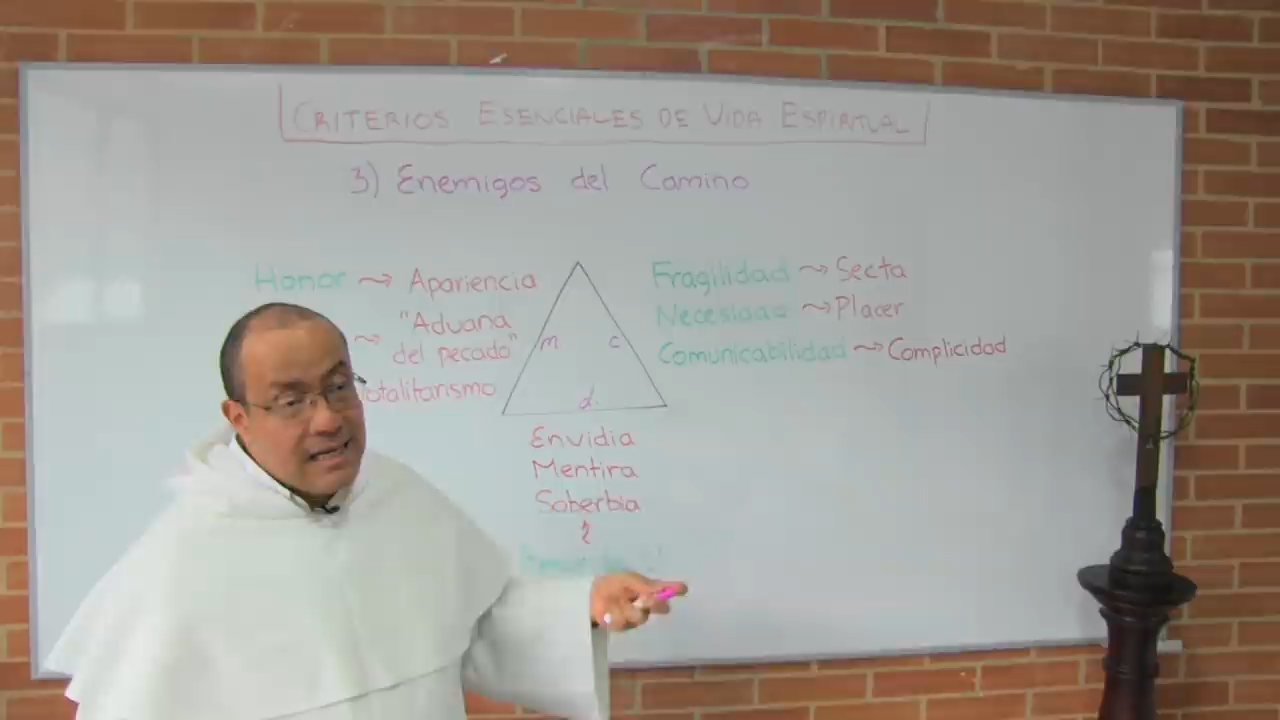 CRITERIOS ESENCIALES DE VIDA ESPIRITUAL
3) Enemigos del Camino
Honor ~> Apariencia
~> "Aduana
del pecado"
Totalitarismo
m c
d
Fragilidad ~> Secta
Necesidad ~> Placer
Comunicabilidad ~> Complicidad
Envidia
Mentira
Soberbia